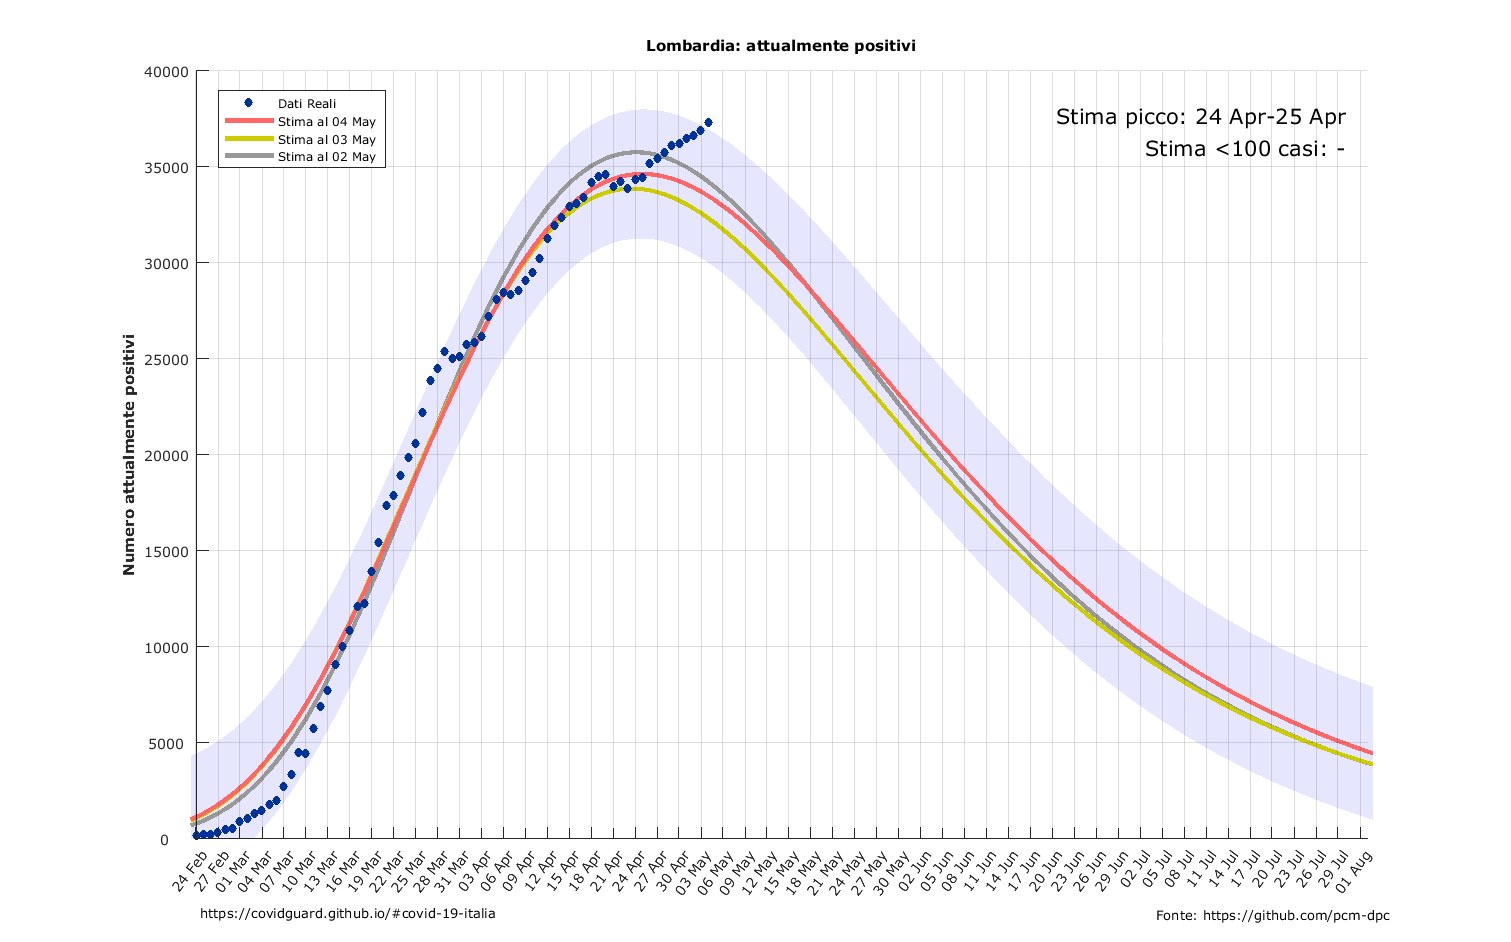 Lombardia: attualmente positivi
40000
35000
30000
25000
20000
15000
10000
5000
0
Numero attualmente positivi
Dati Reali
Stima al 04 May
Stima al 03 May
Stima al 02 May
Stima picco: 24 Apr-25 Apr
Stima <100 casi: -
24 Feb
27 Feb
01 Mar
04 Mar
07 Mar
10 Mar
13 Mar
16 Mar
19 Mar
22 Mar
25 Mar
28 Mar
31 Mar
03 Apr
06 Apr
09 Apr
12 Apr
15 Apr
18 Apr
21 Apr
24 Apr
27 Apr
30 Apr
03 May
06 May
09 May
12 May
15 May
18 May
21 May
24 May
27 May
30 May
02 Jun
05 Jun
08 Jun
11 Jun
14 Jun
17 Jun
20 Jun
23 Jun
26 Jun
29 Jun
02 Jul
05 Jul
08 Jul
11 Jul
14 Jul
17 Jul
20 Jul
23 Jul
26 Jul
29 Jul
01 Aug
https://covidguard.github.io/#covid-19-italia
Fonte: https://github.com/pcm-dpc